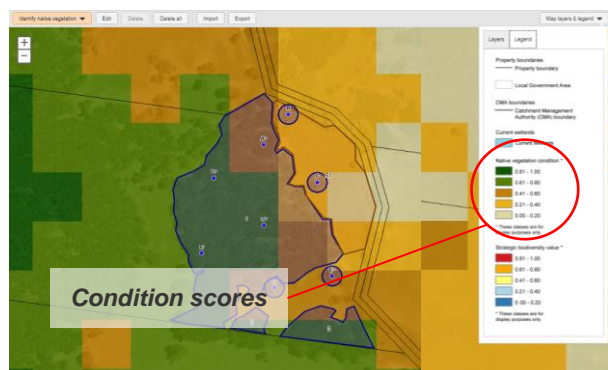 Identify native vegetation Edit Delete Delete all Import Export Map layers & legend
Layers Legend
Property boundaries
Property boundary
Local Government Area
CMA boundaries
Catchment Management
Authority (CMA) boundary
Current wetlands
Current wetlands
Native vegetation condition *
0.81 - 1.00
0.61 - 0.80
0.41 - 0.60
0.21 - 0.40
0.00 - 0.20
* These classes are for
display purposes only
Strategic biodiversity value *
0.81 - 1.00
0.61 - 0.80
0.41 - 0.60
0.21 - 0.40
0.00 - 0.20
* These classes are for
display purposes only
Condition scores